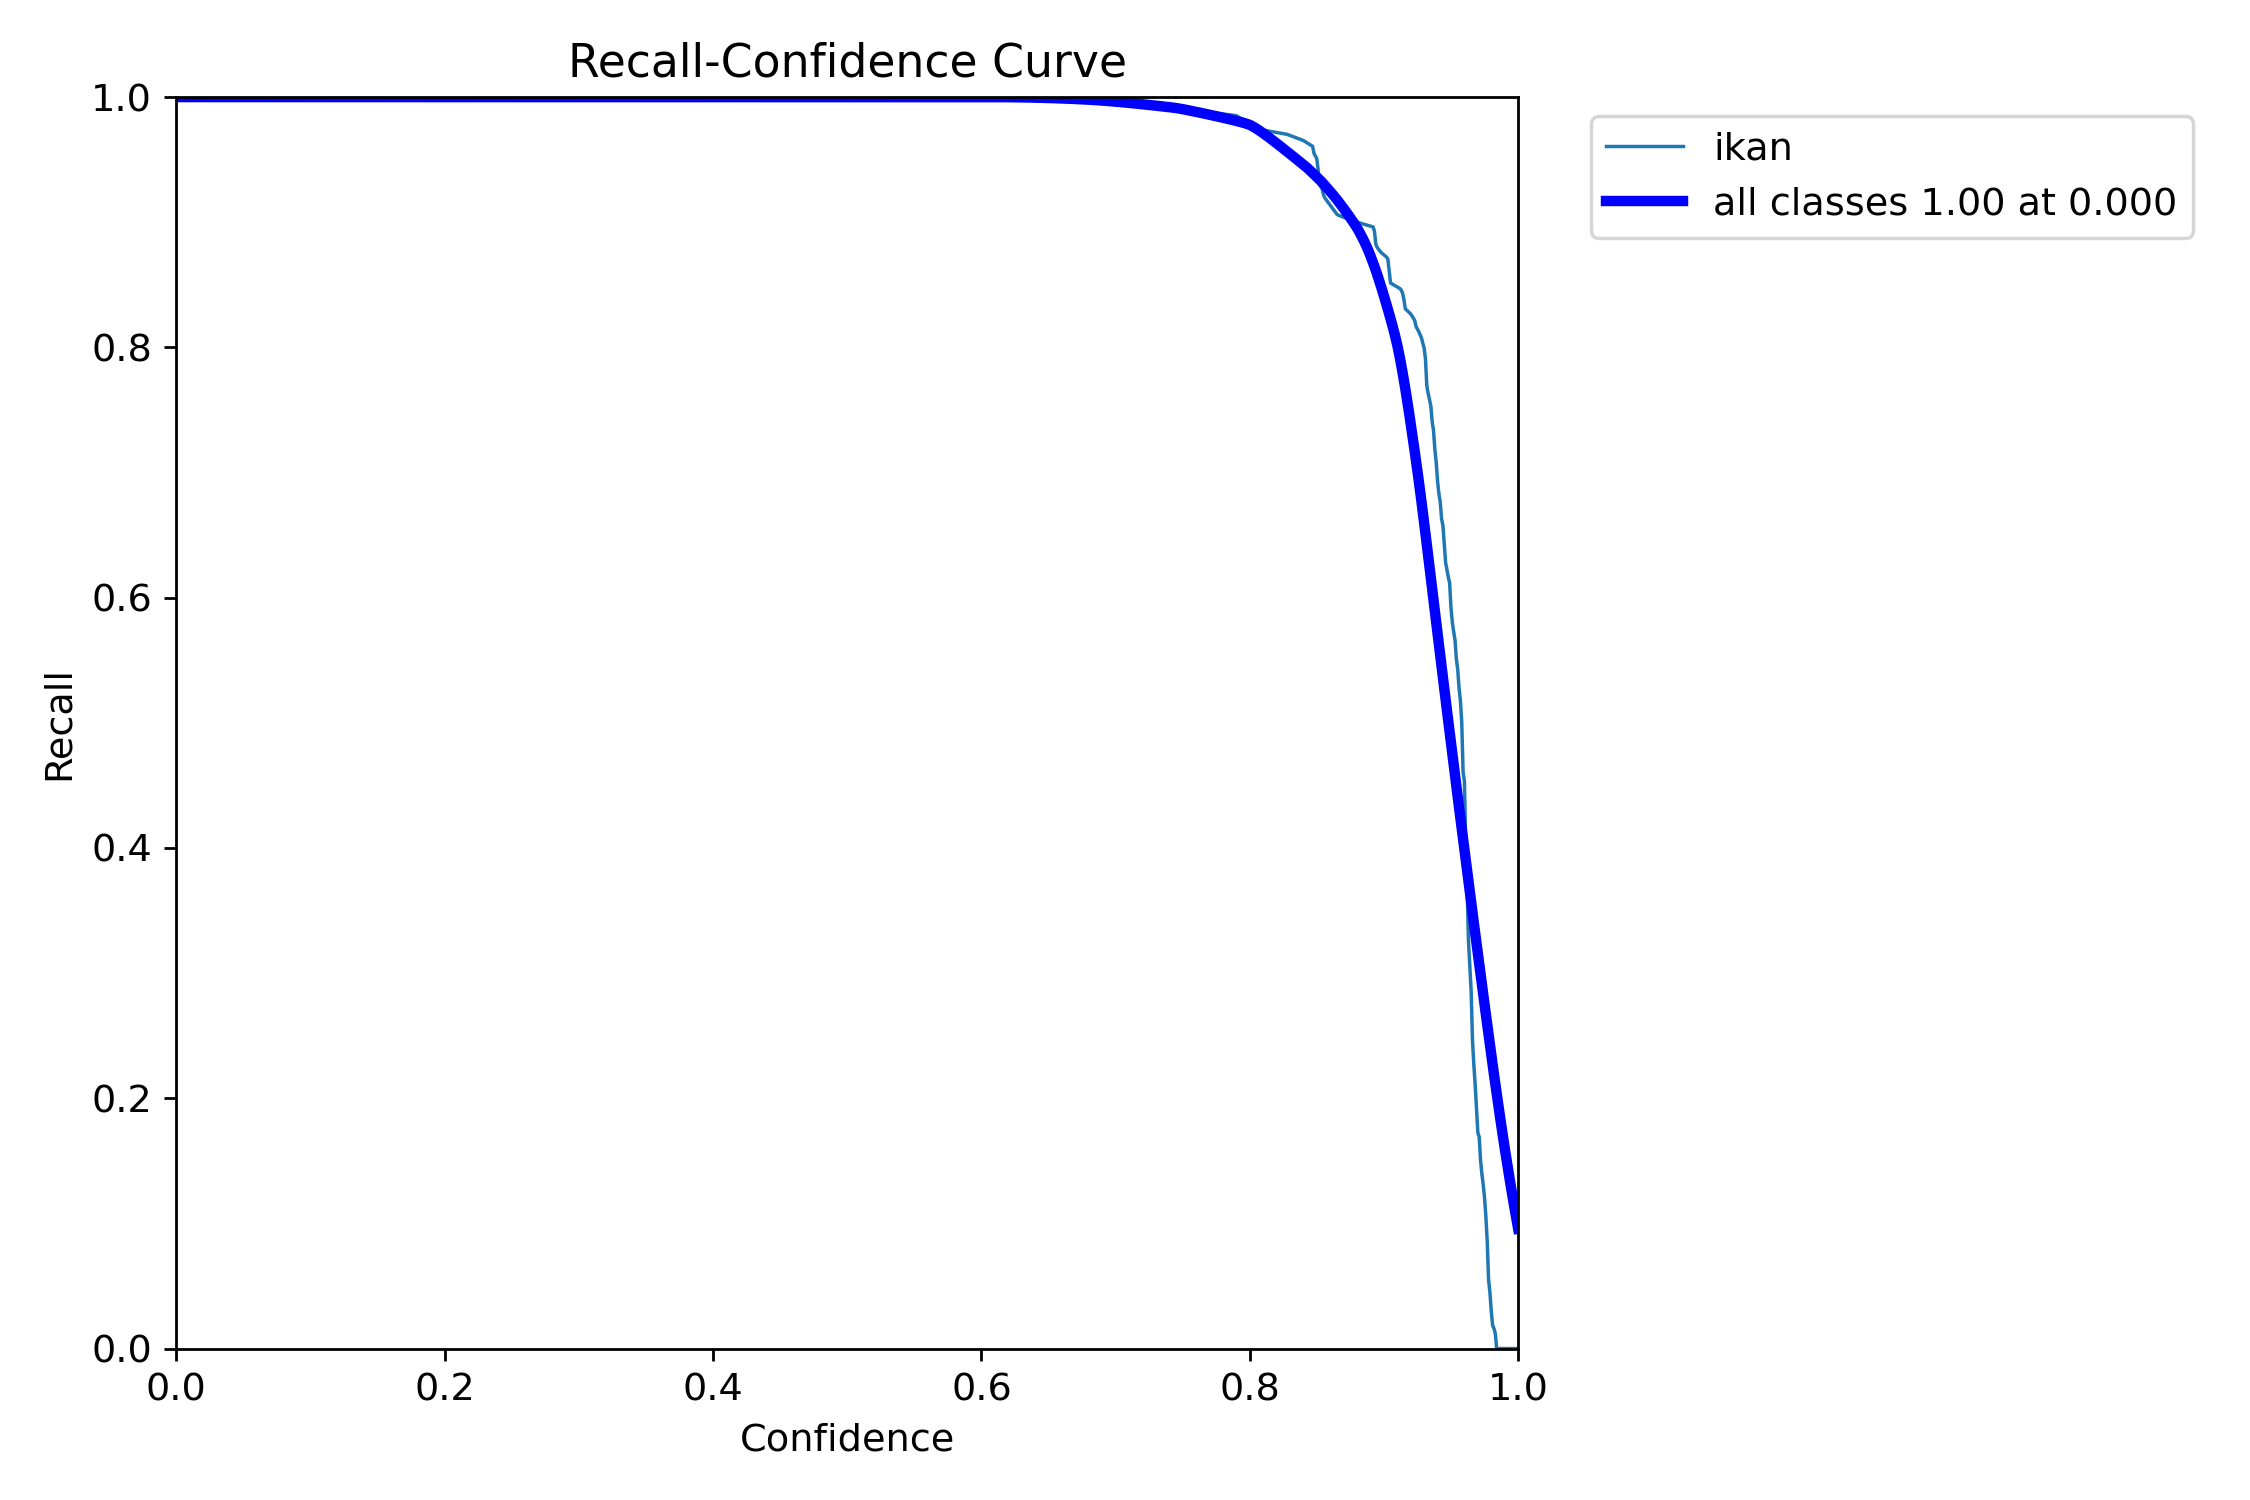 Recall-Confidence Curve
1.0
0.8
0.6
0.4
0.2
0.0
Recall
0.0 0.2 0.4 0.6 0.8 1.0
Confidence
ikan
all classes 1.00 at 0.000